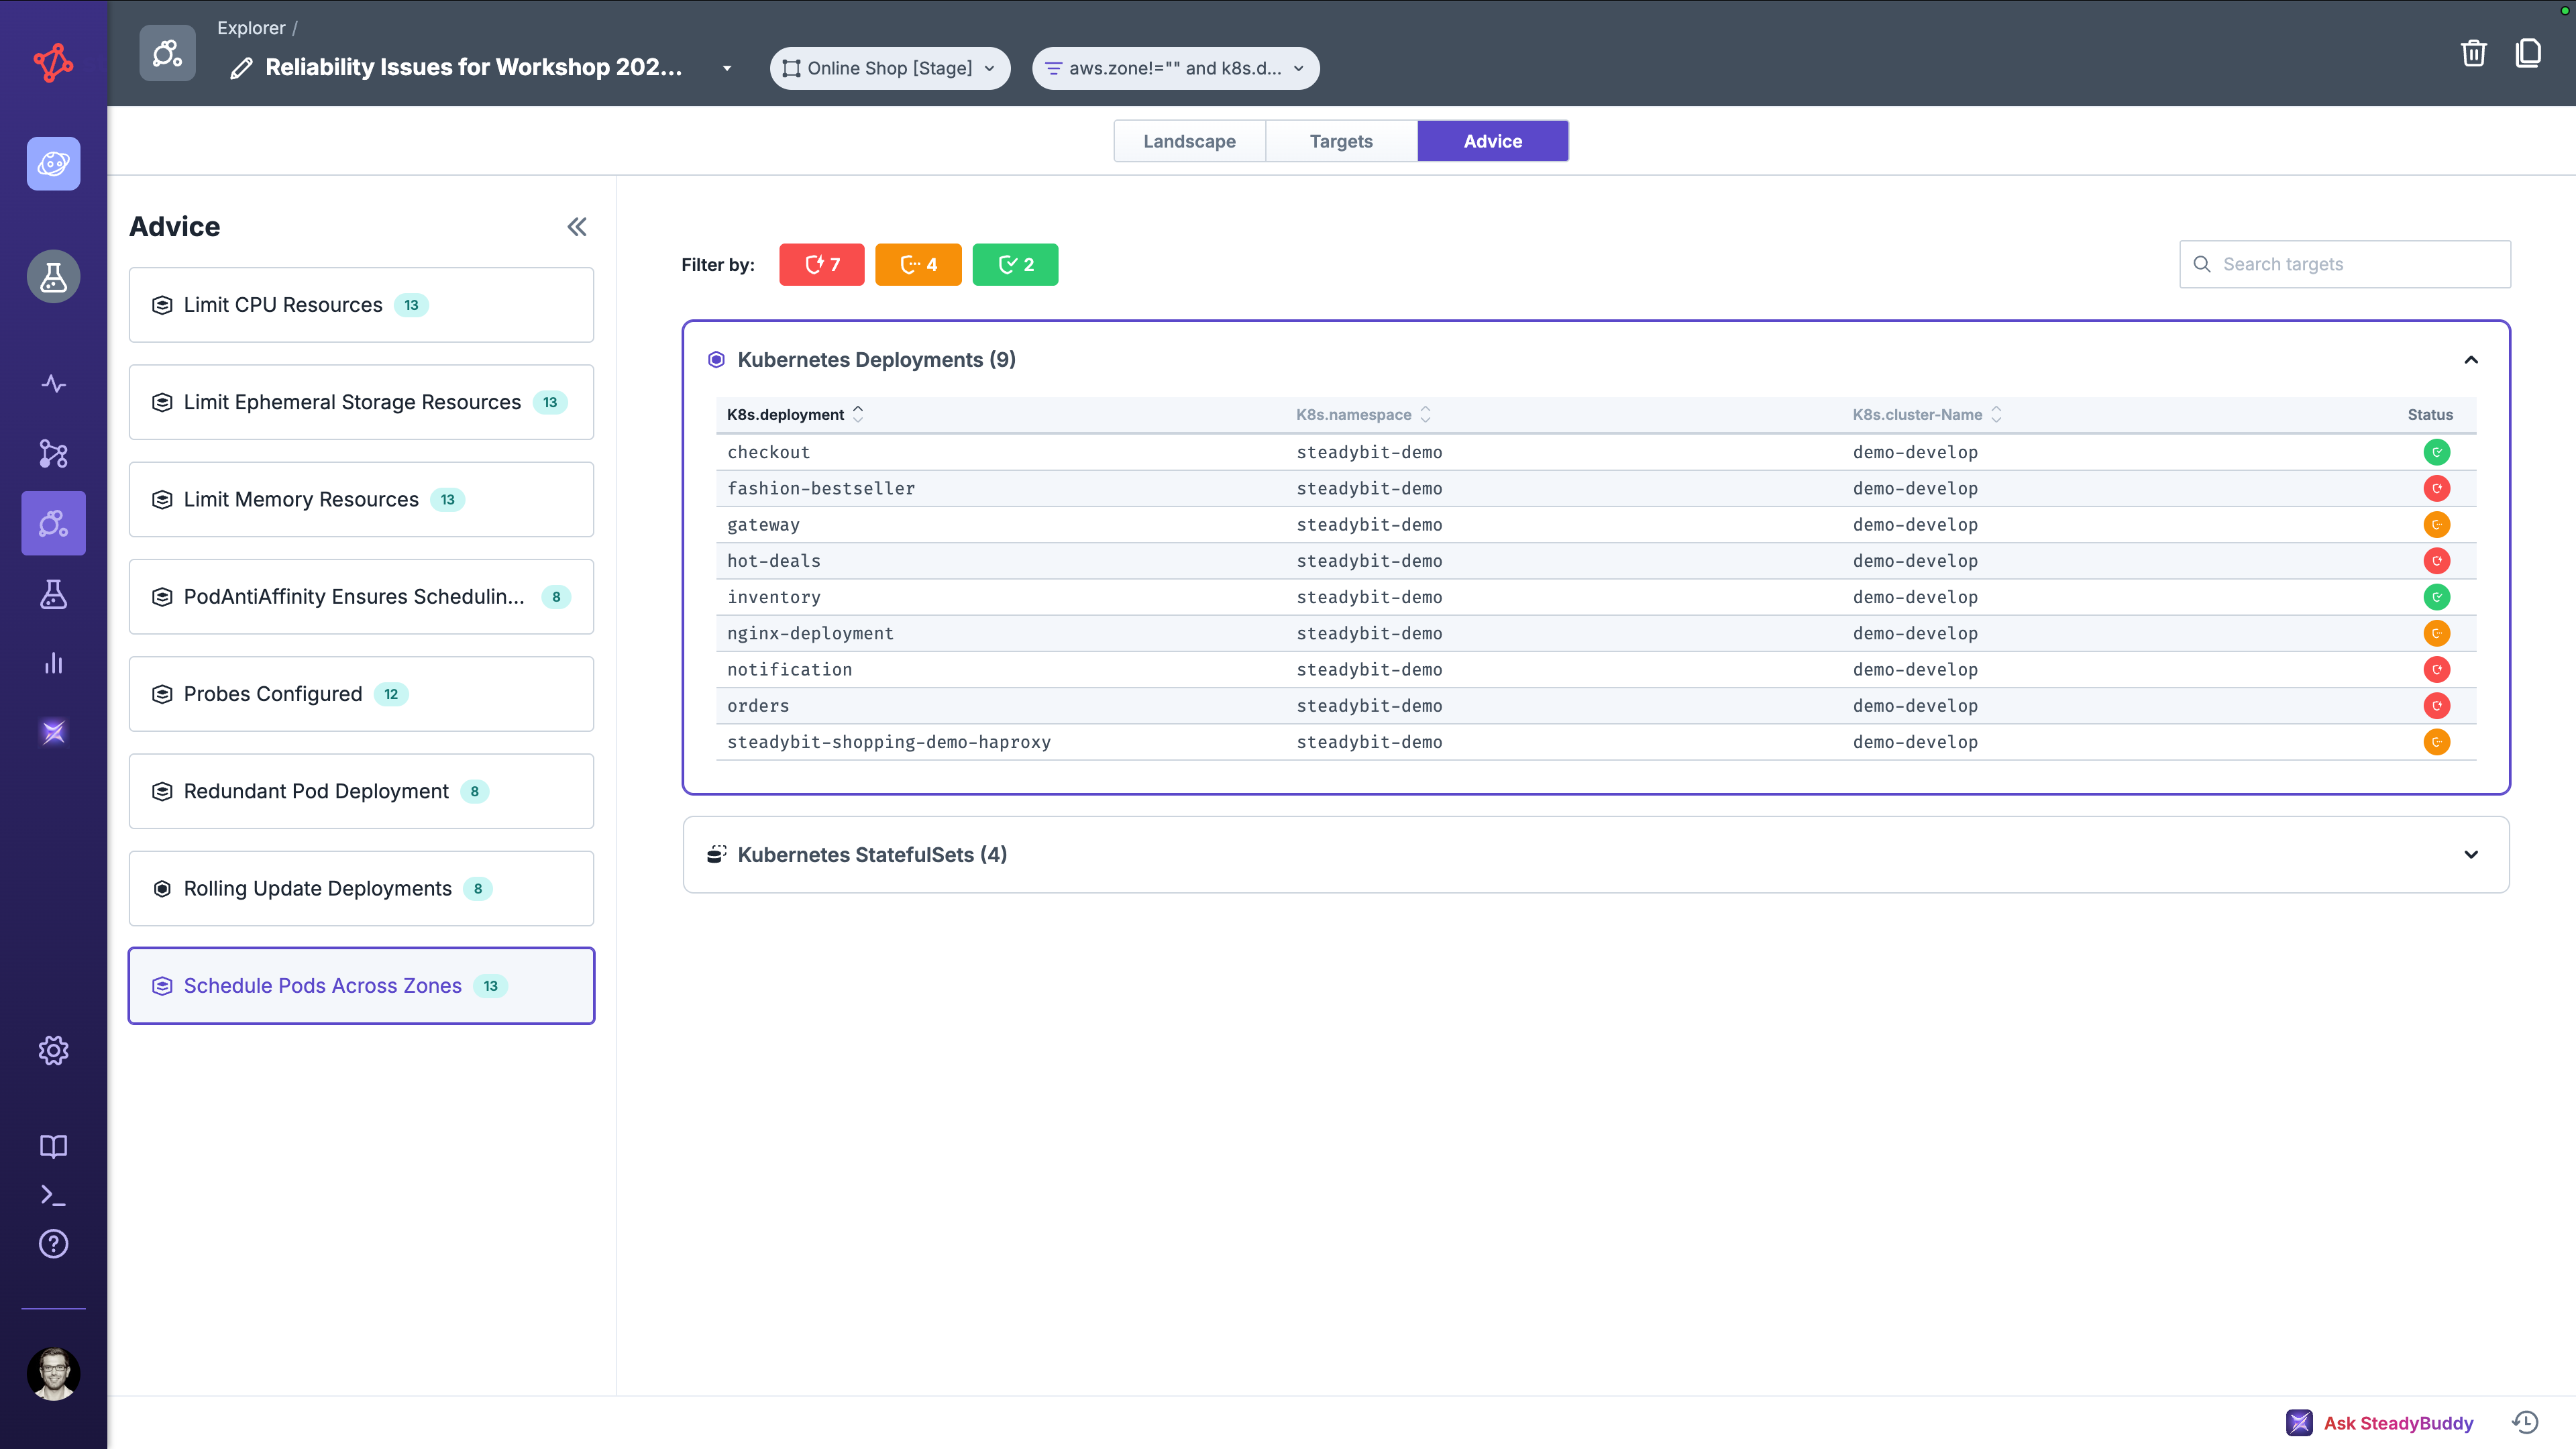 Explorer /
Reliability Issues for Workshop 202...
Online Shop [Stage]
aws.zone!="" and k8s.d...
Landscape
Targets
Advice
Advice
Limit CPU Resources 13
Limit Ephemeral Storage Resources 13
Limit Memory Resources 13
PodAntiAffinity Ensures Schedulin... 8
Probes Configured 12
Redundant Pod Deployment 8
Rolling Update Deployments 8
Schedule Pods Across Zones 13
Filter by: 7 4 2
Search targets
Kubernetes Deployments (9)
K8s.deployment K8s.namespace K8s.cluster-Name Status
checkout steadybit-demo demo-develop
fashion-bestseller steadybit-demo demo-develop
gateway steadybit-demo demo-develop
hot-deals steadybit-demo demo-develop
inventory steadybit-demo demo-develop
nginx-deployment steadybit-demo demo-develop
notification steadybit-demo demo-develop
orders steadybit-demo demo-develop
steadybit-shopping-demo-haproxy steadybit-demo demo-develop
Kubernetes StatefulSets (4)
Ask SteadyBuddy